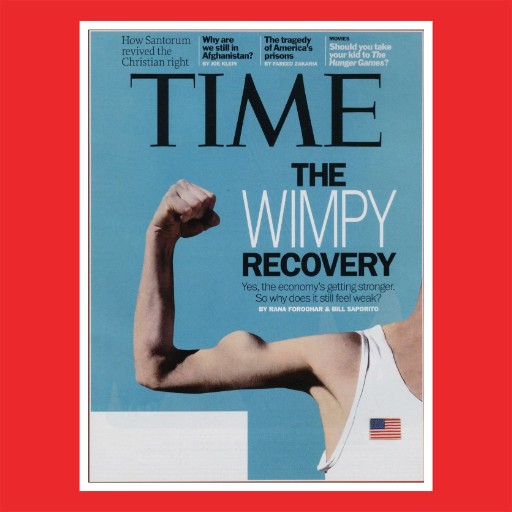 How Santorum
revived the
Christian right
Why are
we still in
Afghanistan?
BY JOE KLEIN
The tragedy
of America's
prisons
BY FAREED ZAKARIA
MOVIES
Should you take
your kid to The
Hunger Games?
TIME
THE
WIMPY
RECOVERY
Yes, the economy's getting stronger.
So why does it still feel weak?
BY RANA FOROOHAR & BILL SAPORITO